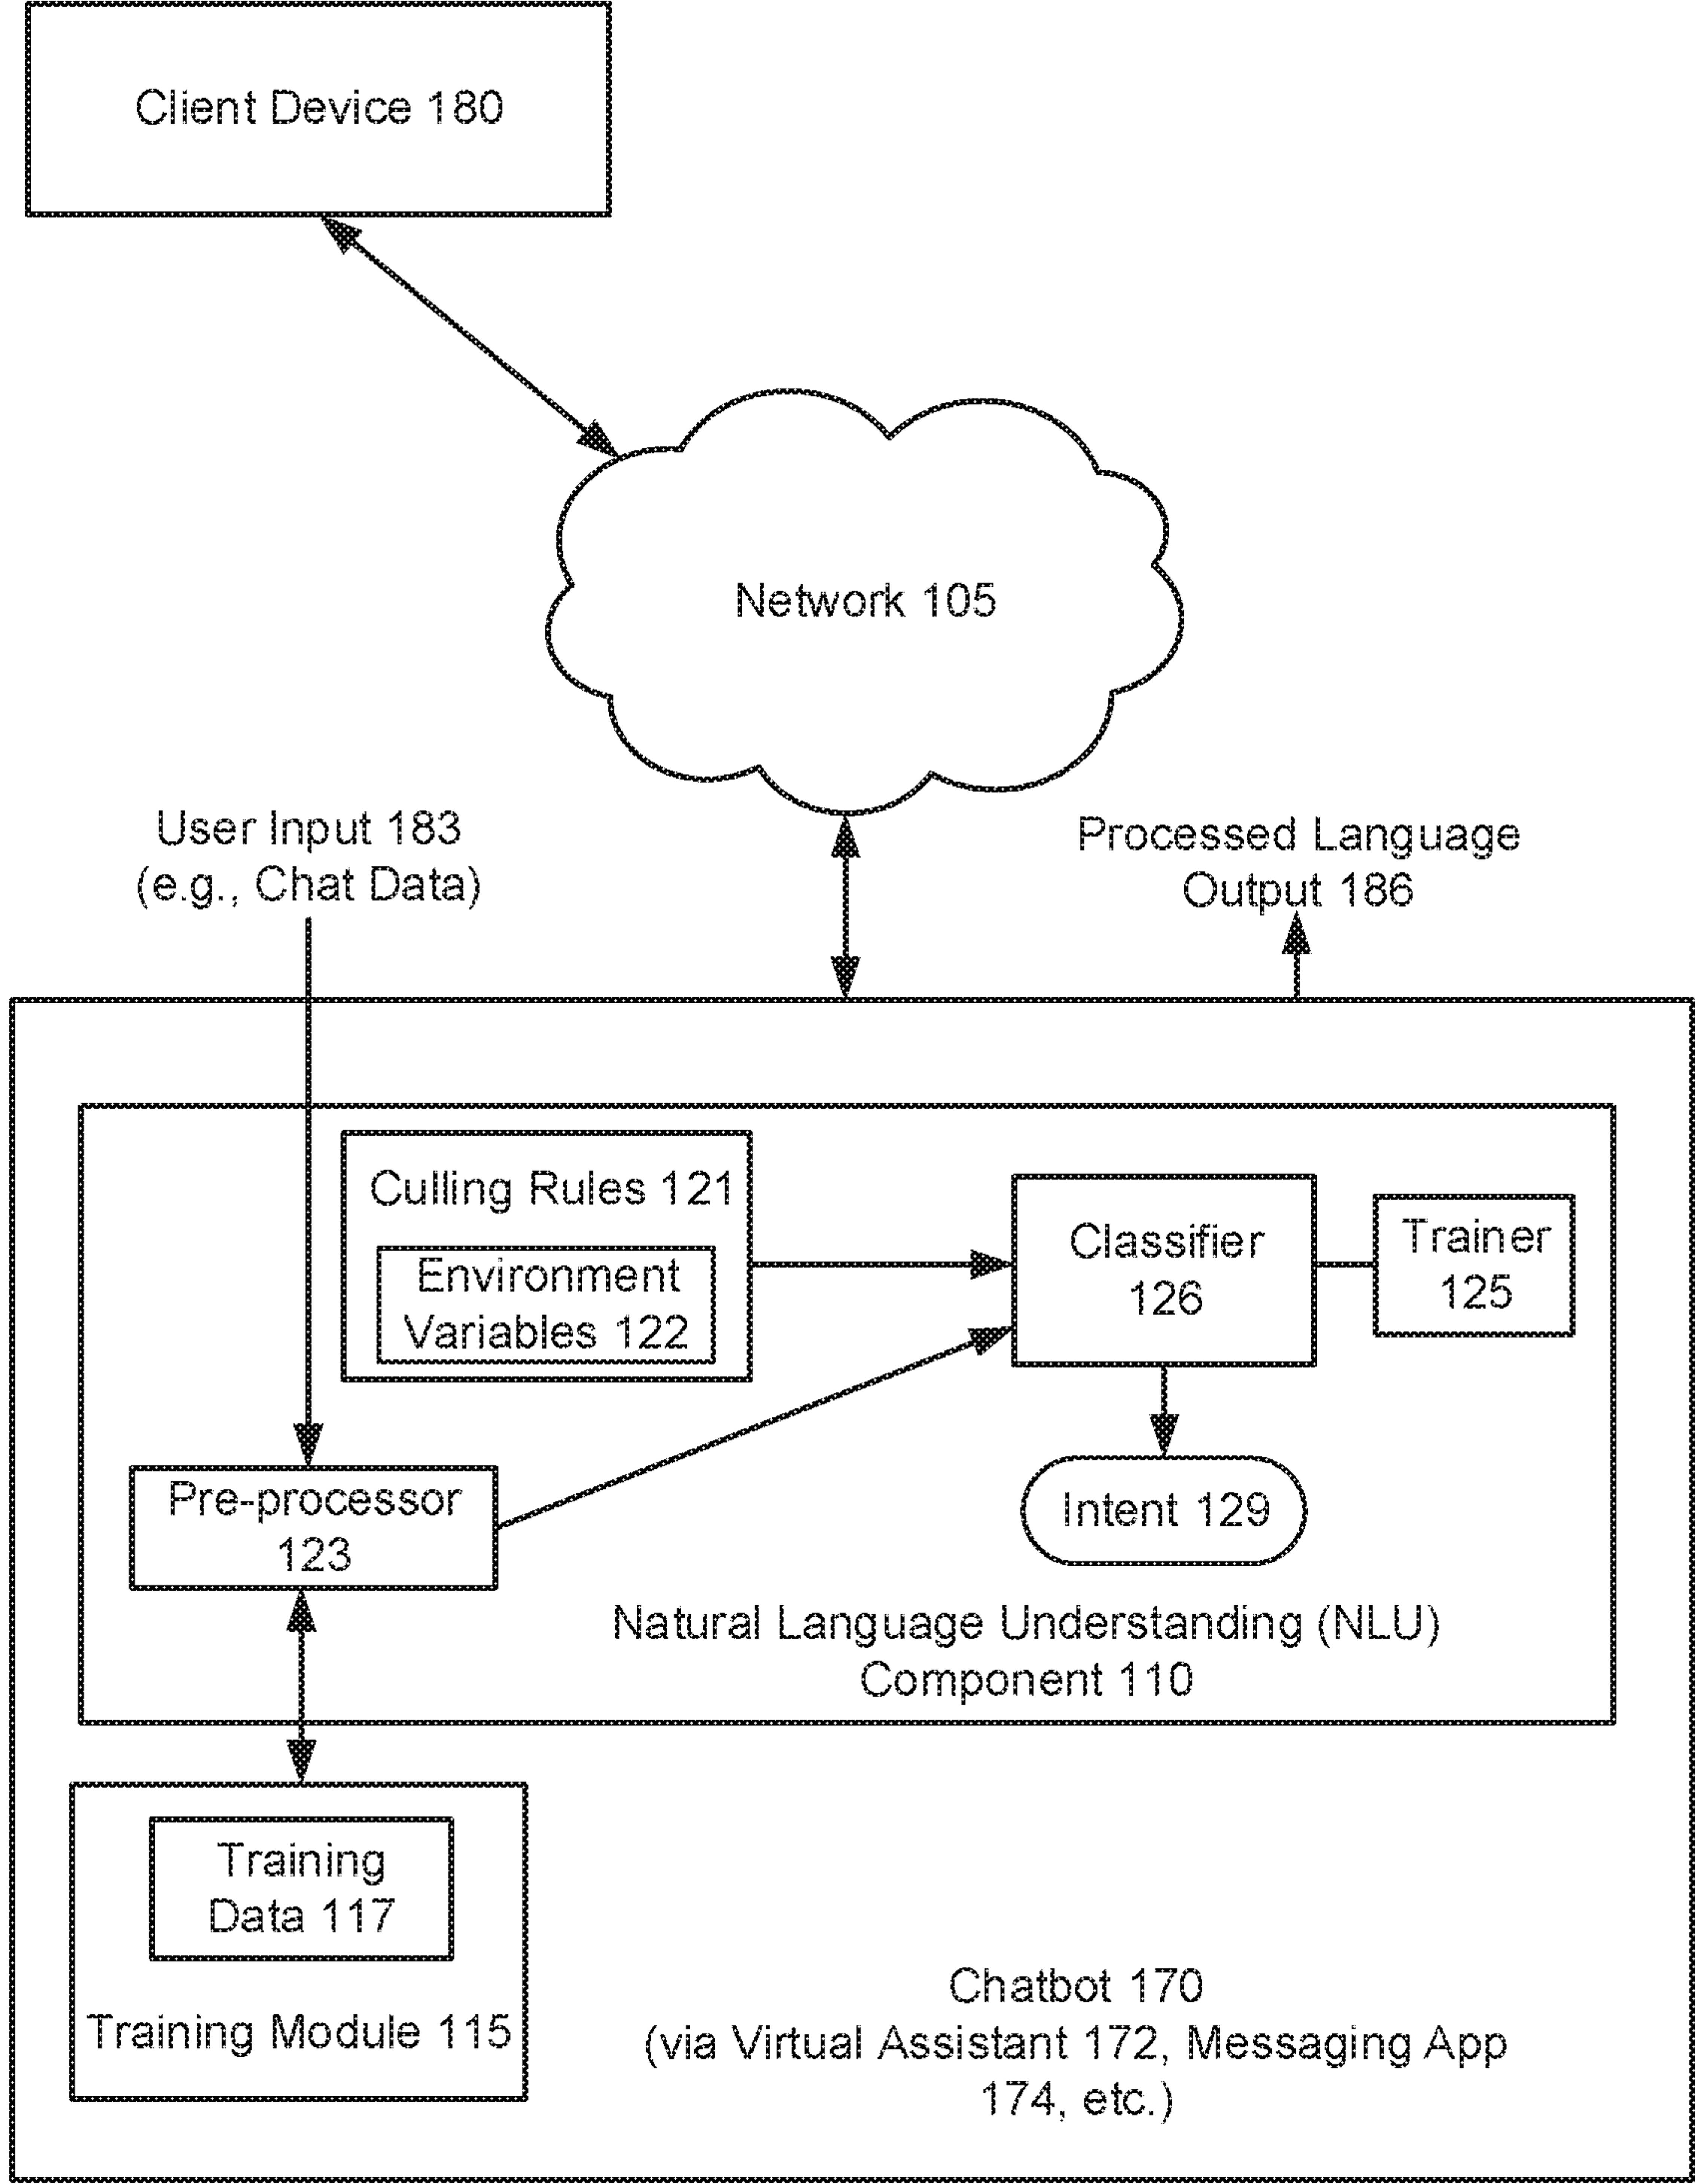 Client Device 180
Network 105
User Input 183
(e.g., Chat Data)
Processed Language
Output 186
Culling Rules 121
Environment
Variables 122
Classifier
126
Trainer
125
Pre-processor
123
Intent 129
Natural Language Understanding (NLU)
Component 110
Training
Data 117
Training Module 115
Chatbot 170
(via Virtual Assistant 172, Messaging App
174, etc.)